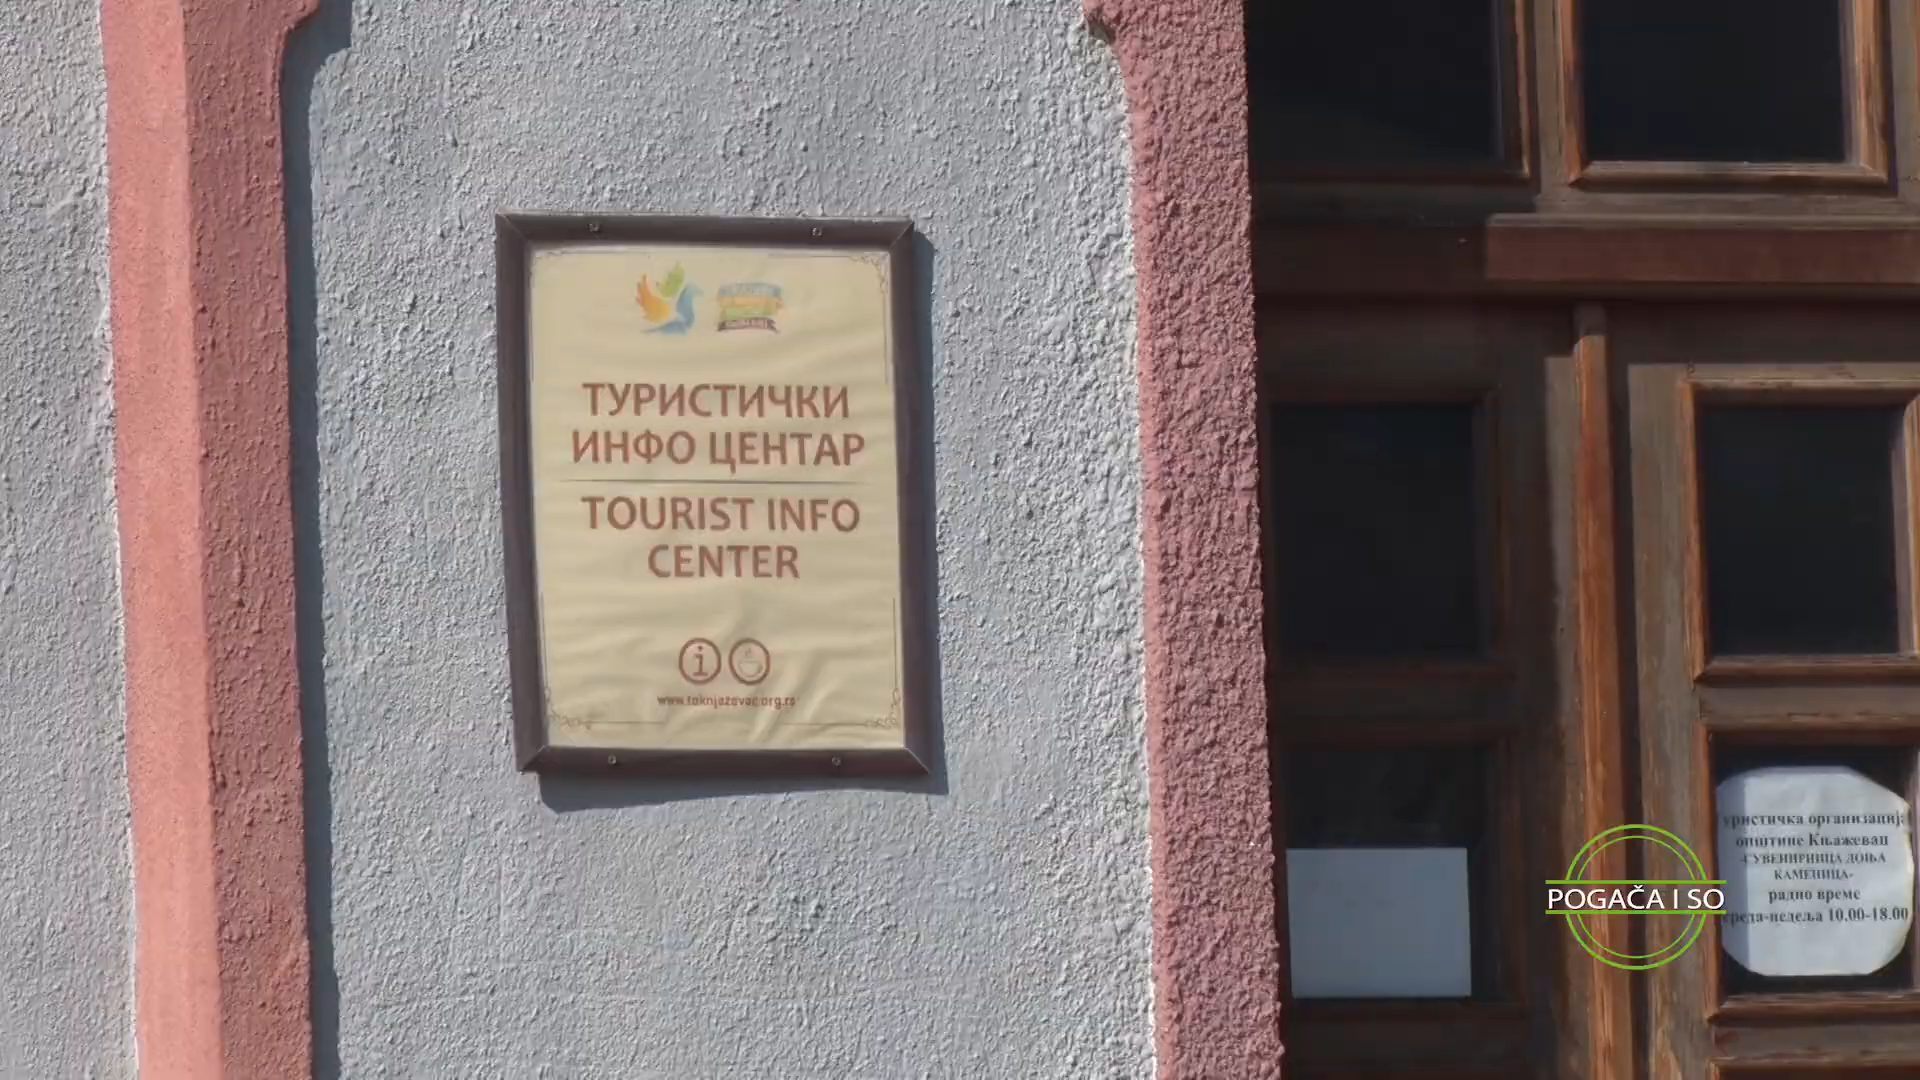 ТУРИСТИЧКИ
ИНФО ЦЕНТАР
TOURIST INFO
CENTER
i
www.toknjazevac.org.rs
уристичка организациј
општине Књажевац
-СУВЕНИРНИЦА ДОЊА
КАМЕНИЦА-
радно време
среда-недеља 10.00-18.00
POGAČA I SO